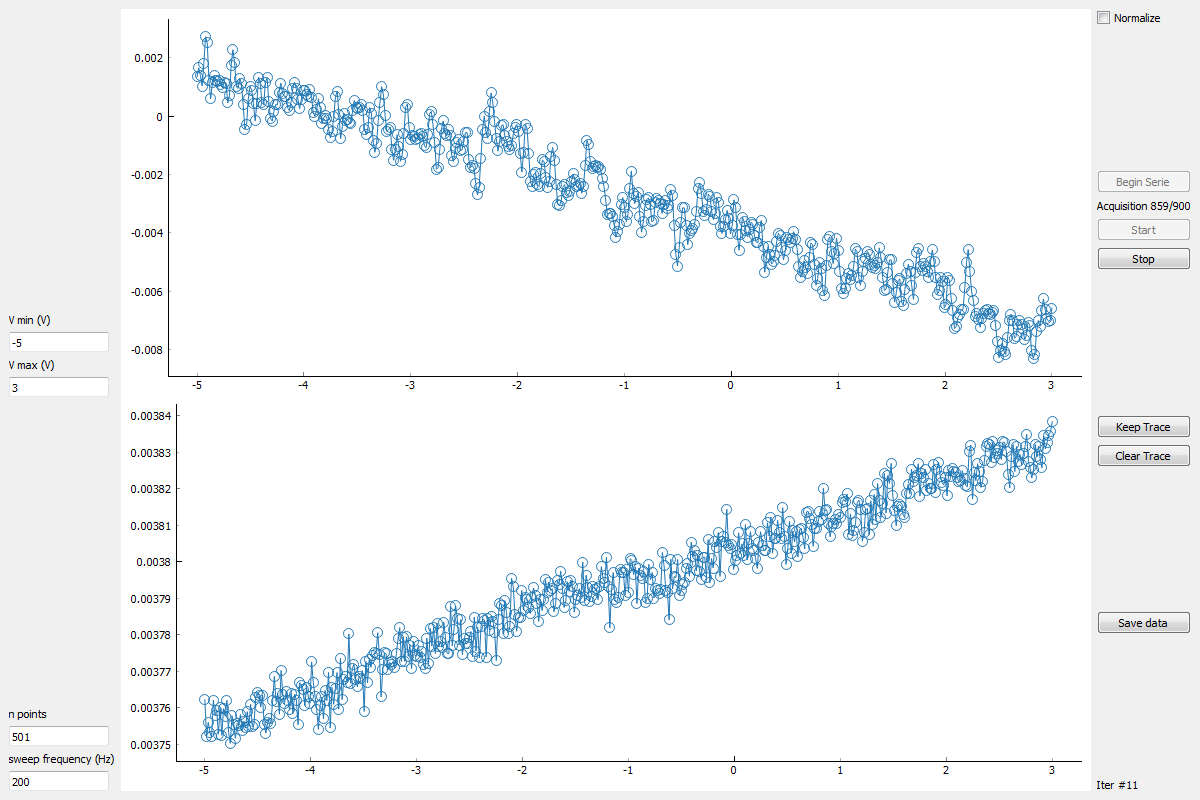 Normalize
0.002
0
-0.002
-0.004
-0.006
-0.008
-5 -4 -3 -2 -1 0 1 2 3
Begin Serie
Acquisition 859/900
Start
Stop
V min (V)
-5
V max (V)
3
0.00384
0.00383
0.00382
0.00381
0.0038
0.00379
0.00378
0.00377
0.00376
0.00375
-5 -4 -3 -2 -1 0 1 2 3
Keep Trace
Clear Trace
Save data
n points
501
sweep frequency (Hz)
200
Iter #11